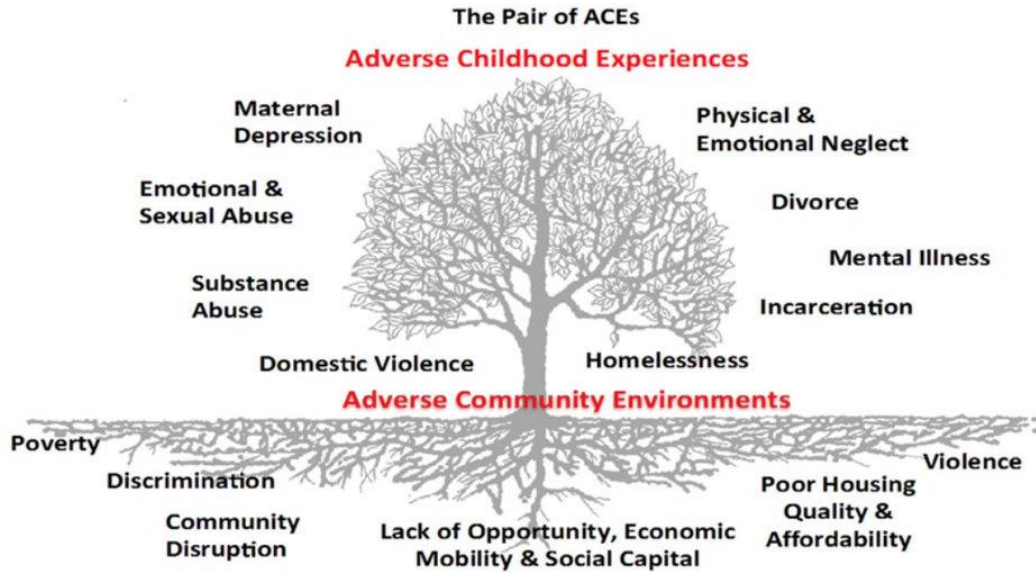 The Pair of ACEs
Adverse Childhood Experiences
Maternal
Depression
Physical &
Emotional Neglect
Emotional &
Sexual Abuse
Divorce
Mental Illness
Substance
Abuse
Incarceration
Domestic Violence
Homelessness
Adverse Community Environments
Poverty
Violence
Discrimination
Poor Housing
Quality &
Affordability
Community
Disruption
Lack of Opportunity, Economic
Mobility & Social Capital